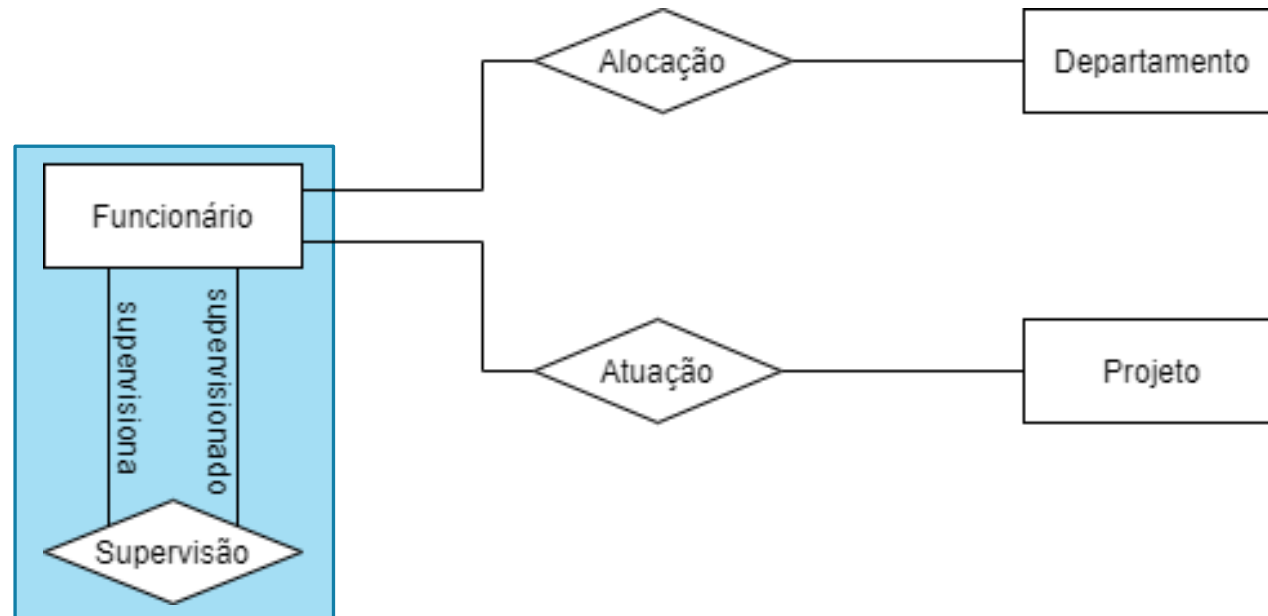 Alocação
Departamento
Funcionário
supervisiona
supervisionado
Atuação
Projeto
Supervisão